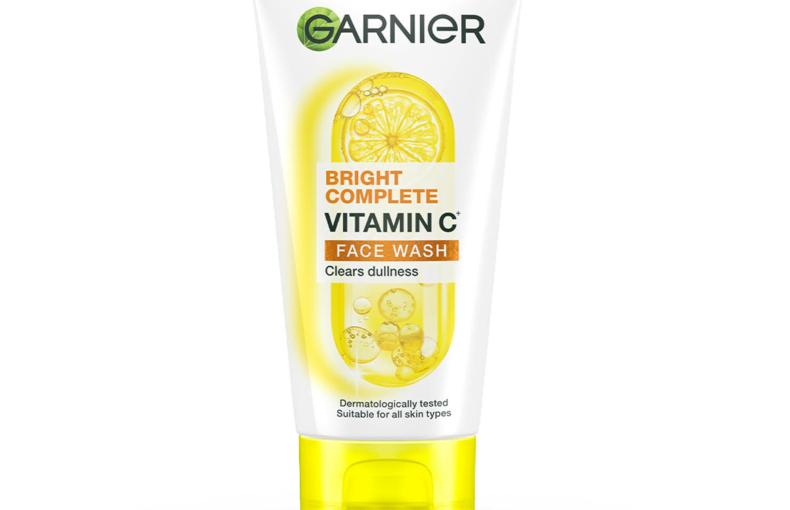 GARNIER
BRIGHT
COMPLETE
VITAMIN C+
FACE WASH
Clears dullness
Dermatologically tested
Suitable for all skin types